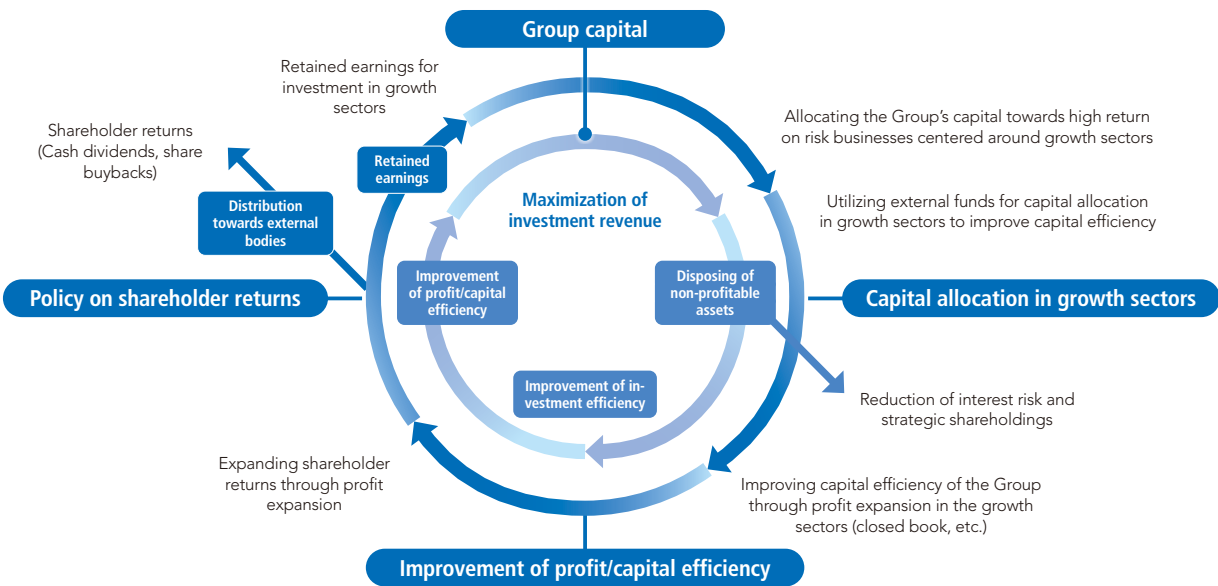 Group capital
Retained earnings for
investment in growth
sectors
Allocating the Group's capital towards high return
on risk businesses centered around growth sectors
Shareholder returns
(Cash dividends, share
buybacks)
Retained
earnings
Distribution
towards external
bodies
Maximization of
investment revenue
Utilizing external funds for capital allocation
in growth sectors to improve capital efficiency
Policy on shareholder returns
Improvement
of profit/capital
efficiency
Disposing of
non-profitable
assets
Capital allocation in growth sectors
Improvement of in-
vestment efficiency
Reduction of interest risk and
strategic shareholdings
Expanding shareholder
returns through profit
expansion
Improving capital efficiency of the Group
through profit expansion in the growth
sectors (closed book, etc.)
Improvement of profit/capital efficiency